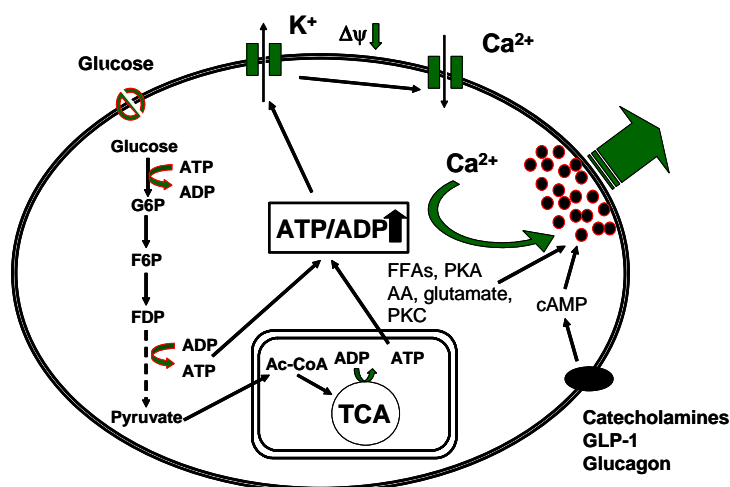 K+
Δψ
Ca2+
Glucose
Glucose
ATP
ADP
G6P
F6P
FDP
ADP
ATP
Pyruvate
ATP/ADP
Ca2+
FFAs, PKA
AA, glutamate,
PKC
cAMP
Ac-CoA
ADP
ATP
TCA
Catecholamines
GLP-1
Glucagon